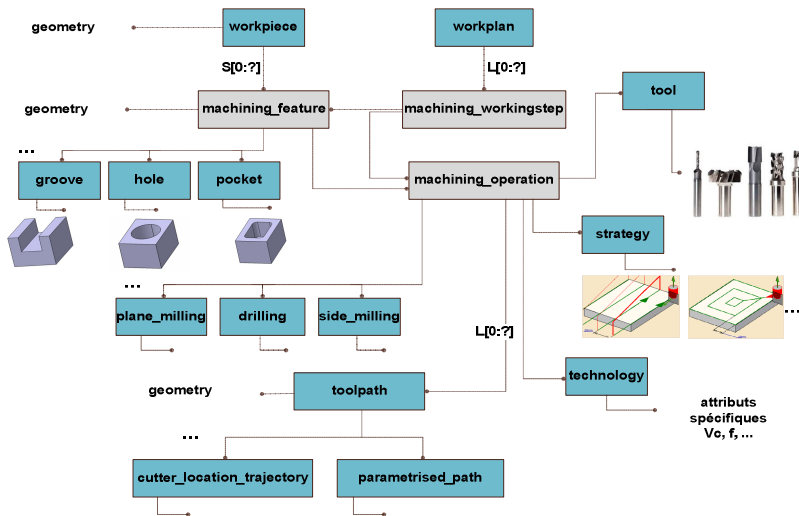 geometry
workpiece
workplan
S[0:?]
L[0:?]
geometry
machining_feature
machining_workingstep
tool
...
groove
hole
pocket
machining_operation
strategy
...
plane_milling
drilling
side_milling
L[0:?]
...
geometry
toolpath
technology
attributs
spécifiques
Vc, f, ...
...
cutter_location_trajectory
parametrised_path